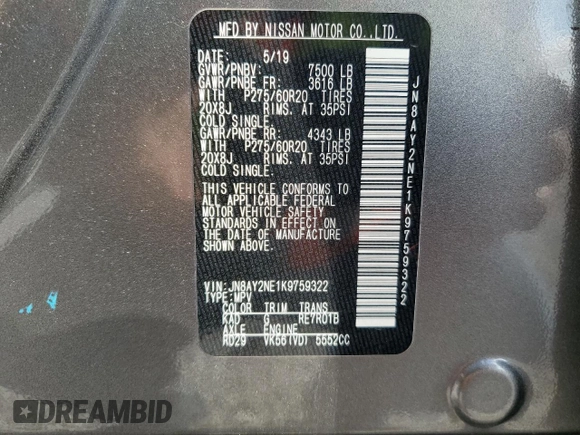 MFD BY NISSAN MOTOR CO.,LTD.
DATE: 5/19
GVWR/PNBV: 7500 LB
GAWR/PNBE FR: 3616 LB
WITH P275/60R20 TIRES
20X8J RIMS. AT 35PSI
COLD SINGLE.
GAWR/PNBE RR: 4343 LB
WITH P275/60R20 TIRES
20X8J RIMS. AT 35PSI
COLD SINGLE.
THIS VEHICLE CONFORMS TO
ALL APPLICABLE FEDERAL
MOTOR VEHICLE SAFETY
STANDARDS IN EFFECT ON
THE DATE OF MANUFACTURE
SHOWN ABOVE.
VIN: JN8AY2NE1K9759322
TYPE: MPV
COLOR TRIM TRANS
KAD G RE7R01B
AXLE ENGINE
RD29 VK56(VD) 5552CC
JN8AY2NE1K9759322
DREAMBID